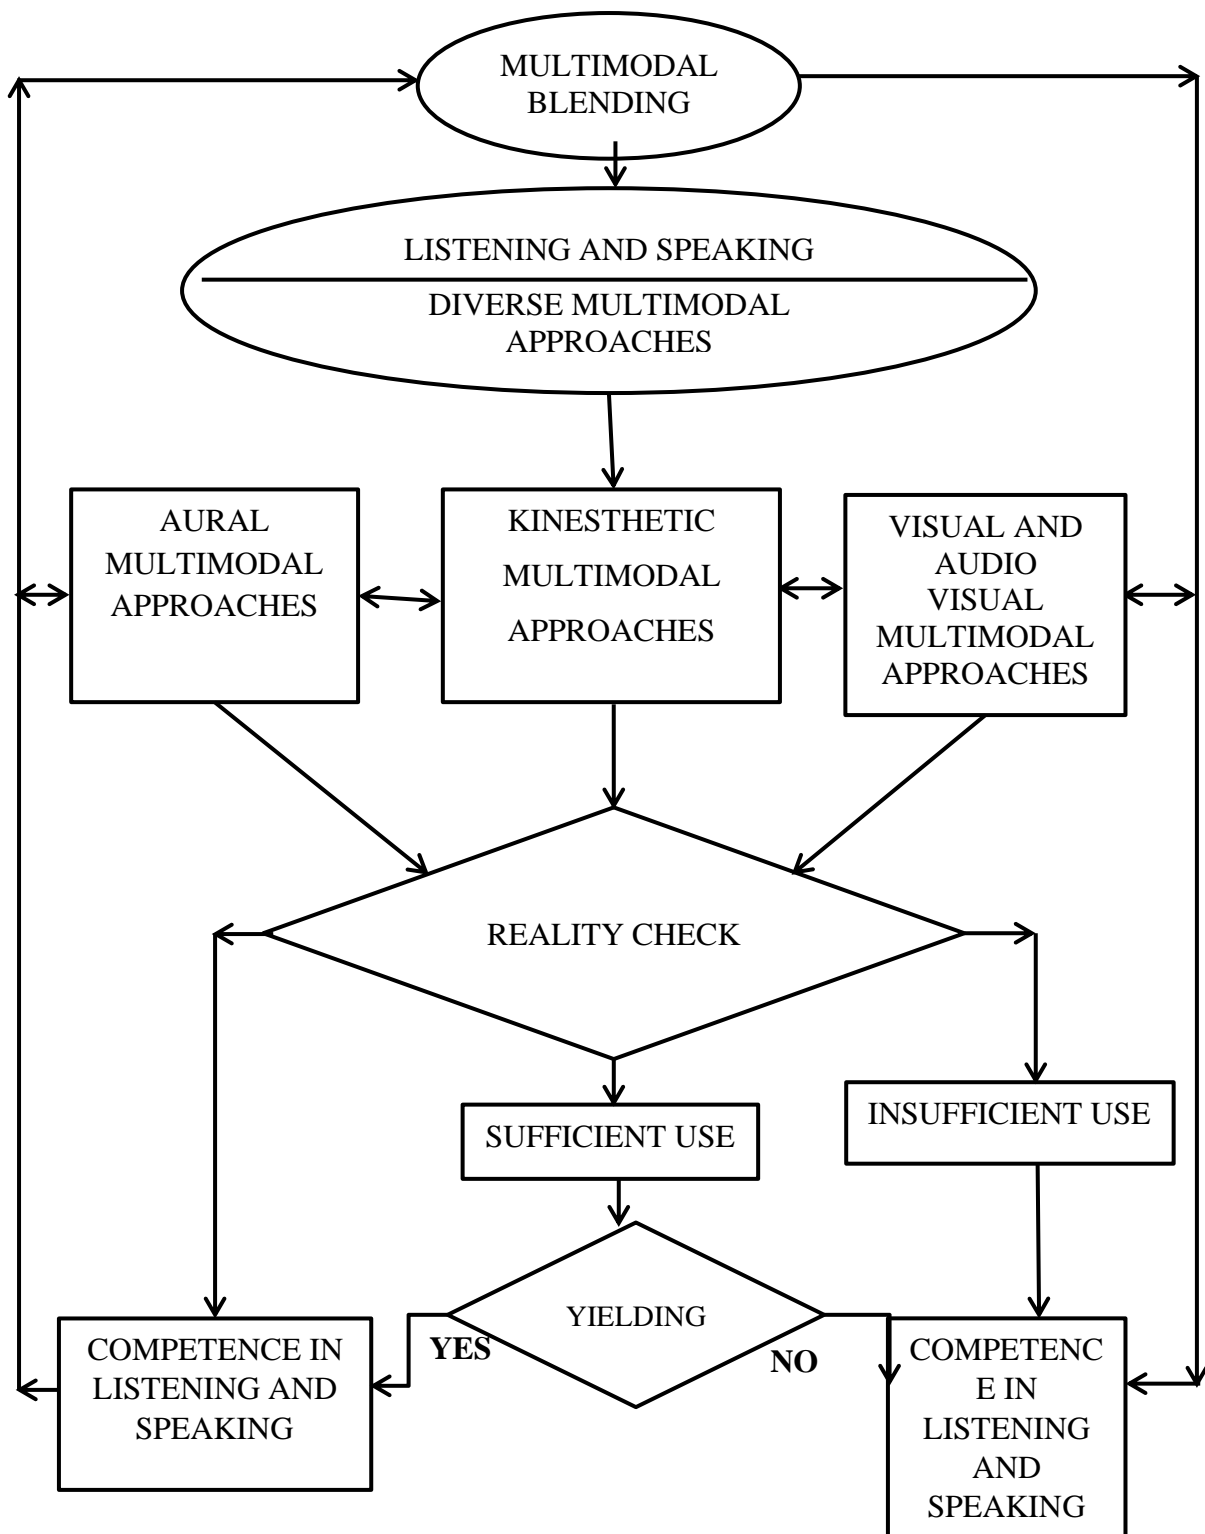 MULTIMODAL
BLENDING
LISTENING AND SPEAKING
DIVERSE MULTIMODAL
APPROACHES
AURAL
MULTIMODAL
APPROACHES
KINESTHETIC
MULTIMODAL
APPROACHES
VISUAL AND
AUDIO
VISUAL
MULTIMODAL
APPROACHES
REALITY CHECK
SUFFICIENT USE
INSUFFICIENT USE
YIELDING
YES
NO
COMPETENCE IN
LISTENING AND
SPEAKING
COMPETENC
E IN
LISTENING
AND
SPEAKING